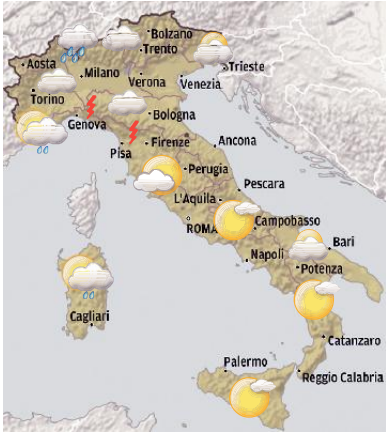 Bolzano
Trento
Aosta
Trieste
Milano
Verona
Venezia
Torino
Genova
Bologna
Pisa
Firenze
Ancona
Perugia
Pescara
L'Aquila
ROMA
Campobasso
Napoli
Bari
Potenza
Cagliari
Catanzaro
Palermo
Reggio Calabria